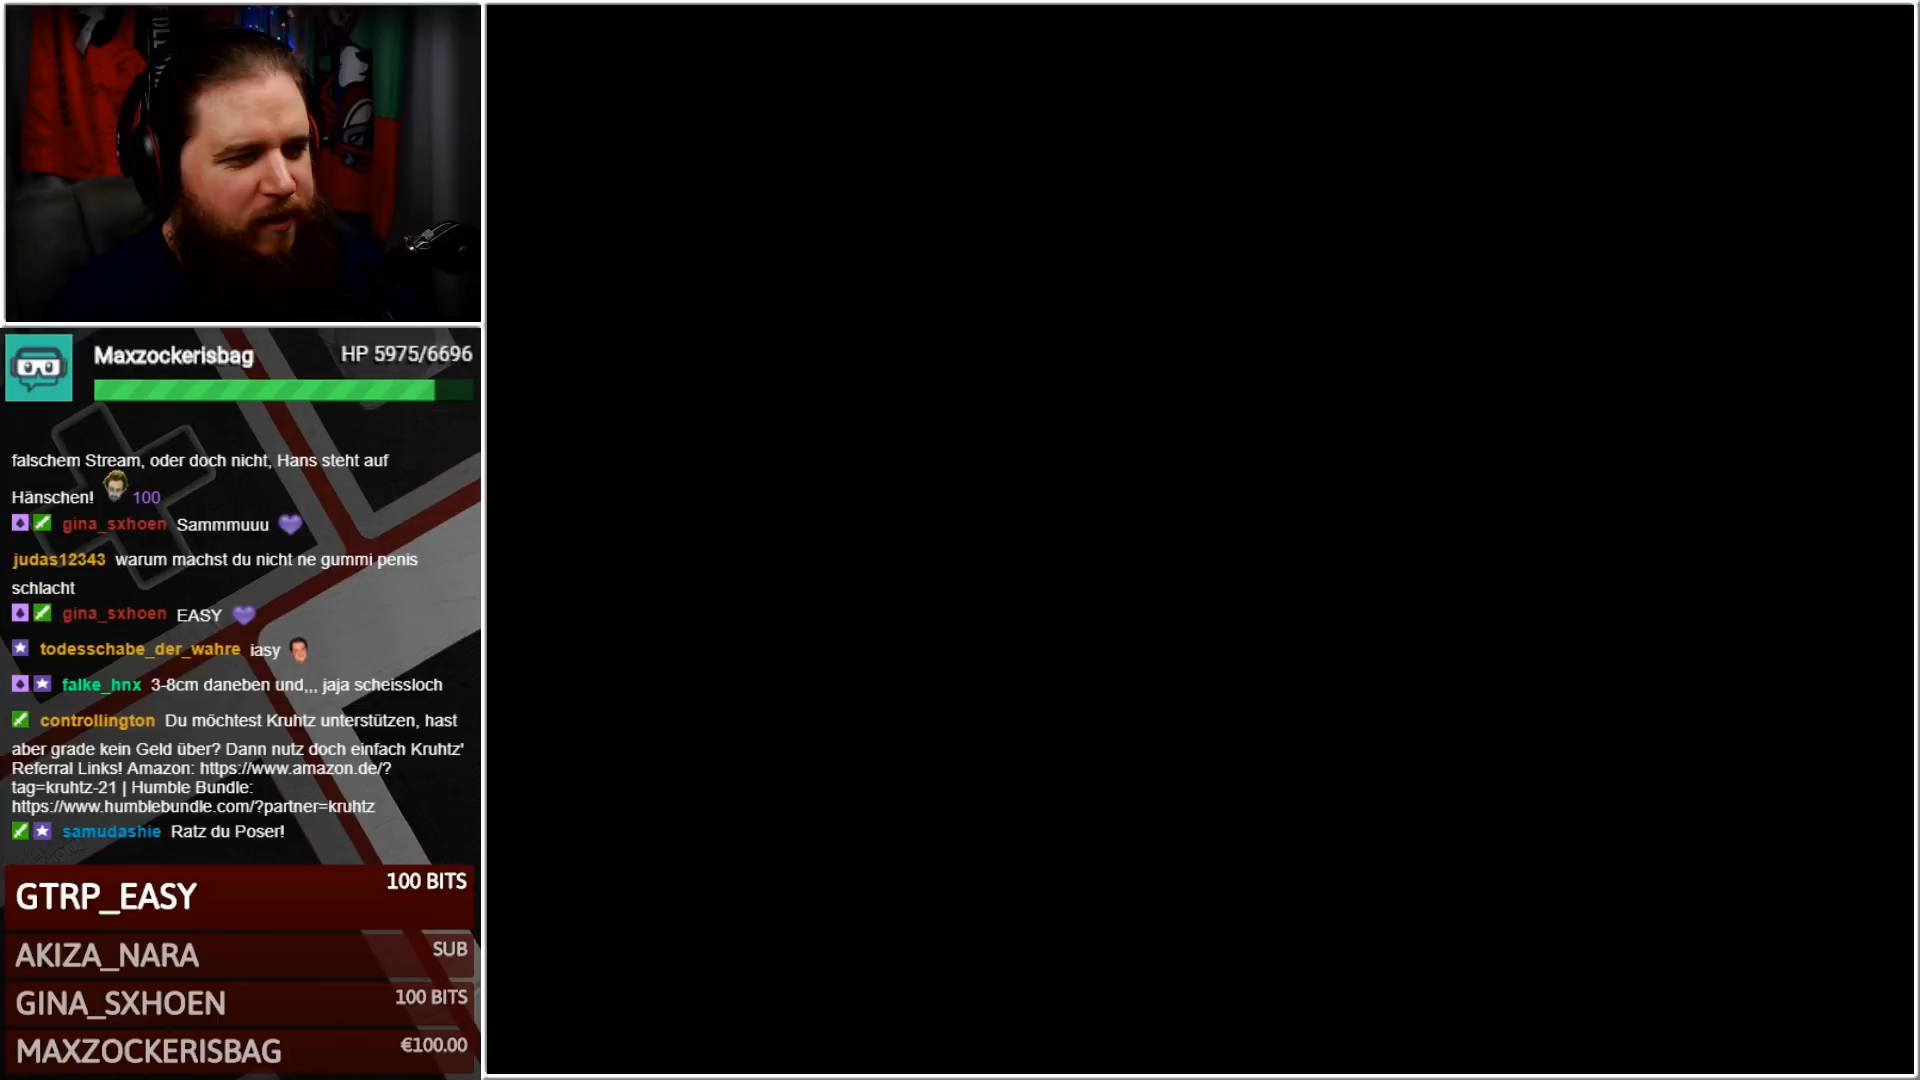 Maxzockerisbag
HP 5975/6696
falschem Stream, oder doch nicht, Hans steht auf
Hänschen! 100
gina_sxhoen Sammmuuu
judas12343 warum machst du nicht ne gummi penis
schlacht
gina_sxhoen EASY
todesschabe_der_wahre iasy
falke_hnx 3-8cm daneben und,,, jaja scheissloch
controllington Du möchtest Kruhtz unterstützen, hast
aber grade kein Geld über? Dann nutz doch einfach Kruhtz'
Referral Links! Amazon: https://www.amazon.de/?
tag=kruhtz-21 | Humble Bundle:
https://www.humblebundle.com/?partner=kruhtz
samudashie Ratz du Poser!
GTRP_EASY 100 BITS
AKIZA_NARA SUB
GINA_SXHOEN 100 BITS
MAXZOCKERISBAG €100.00